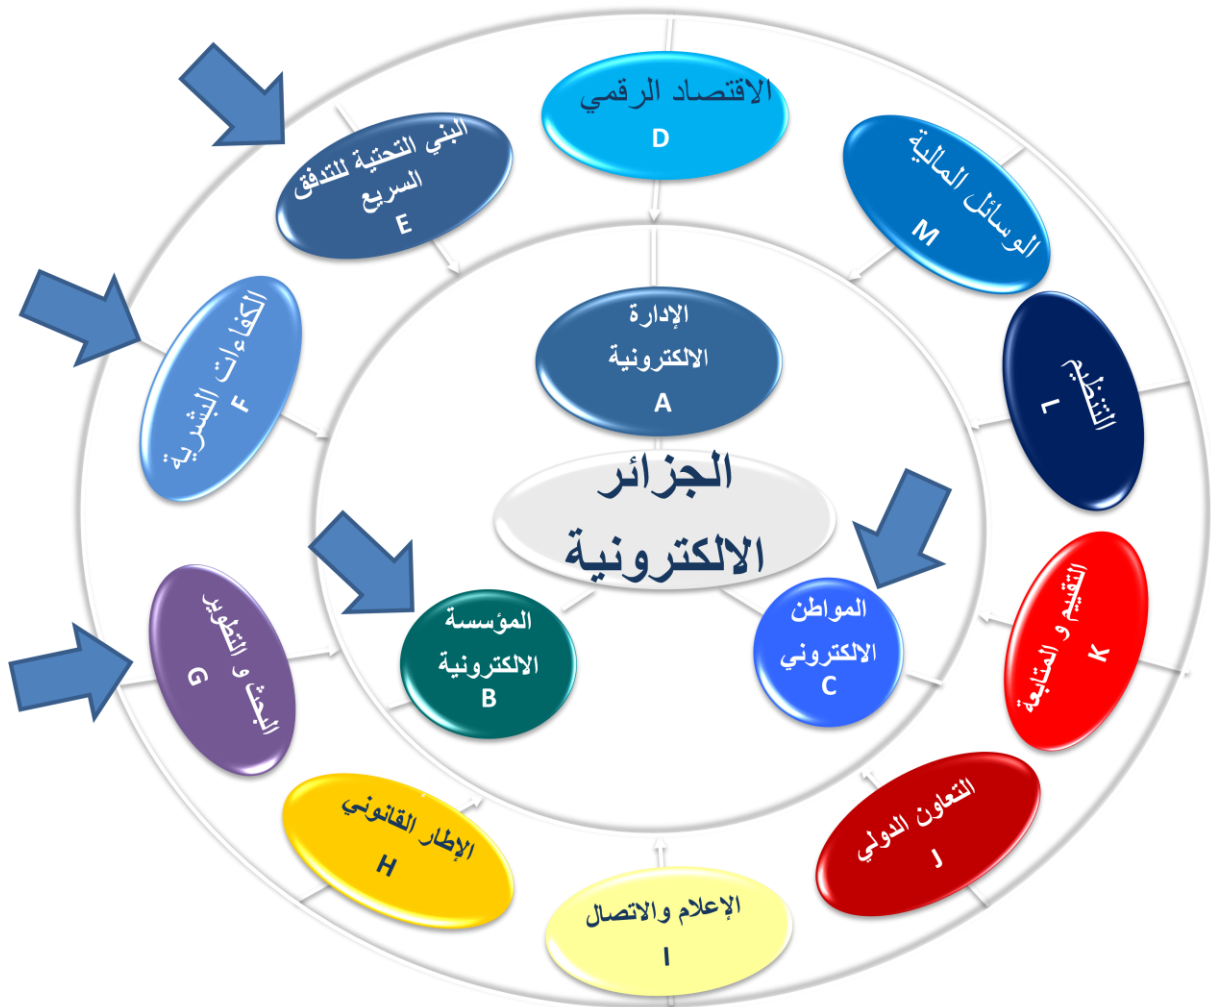 الاقتصاد الرقمي
D
الوسائل المالية
M
التنظيم
L
التقييم و المتابعة
K
التعاون الدولي
J
الإعلام والاتصال
I
الإطار القانوني
H
البحث و التطوير
G
الكفاءات البشرية
F
البني التحتية للتدفق
السريع
E
الإدارة
الالكترونية
A
الجزائر
الالكترونية
المؤسسة
الالكترونية
B
المواطن
الالكتروني
C